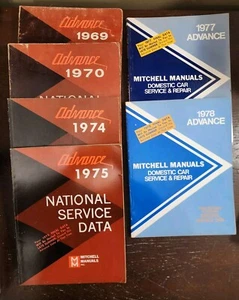 Advance
1969
Advance
1970
NATIONAL
Advance
1974
Advance
1975
NATIONAL
SERVICE
DATA
MITCHELL
MANUALS
1977
ADVANCE
MITCHELL MANUALS
DOMESTIC CAR
SERVICE & REPAIR
1978
ADVANCE
MITCHELL MANUALS
DOMESTIC CAR
SERVICE & REPAIR